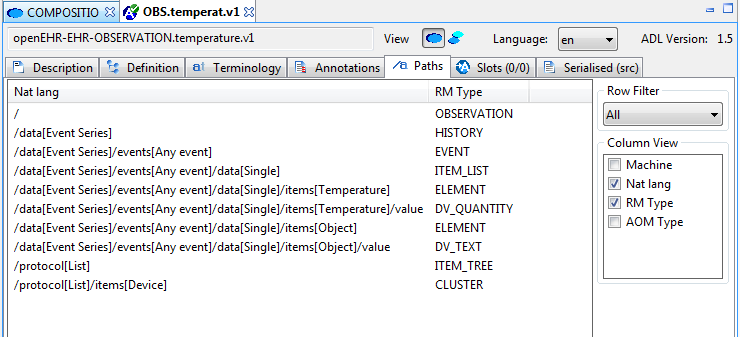 COMPOSITIO OBS.temperat.v1
openEHR-EHR-OBSERVATION.temperature.v1 View Language: en ADL Version: 1.5
Description Definition at Terminology Annotations /a Paths Slots (0/0) Serialised (src)
Nat lang RM Type
/ OBSERVATION
/data[Event Series] HISTORY
/data[Event Series]/events[Any event] EVENT
/data[Event Series]/events[Any event]/data[Single] ITEM_LIST
/data[Event Series]/events[Any event]/data[Single]/items[Temperature] ELEMENT
/data[Event Series]/events[Any event]/data[Single]/items[Temperature]/value DV_QUANTITY
/data[Event Series]/events[Any event]/data[Single]/items[Object] ELEMENT
/data[Event Series]/events[Any event]/data[Single]/items[Object]/value DV_TEXT
/protocol[List] ITEM_TREE
/protocol[List]/items[Device] CLUSTER
Row Filter
All
Column View
Machine
Nat lang
RM Type
AOM Type